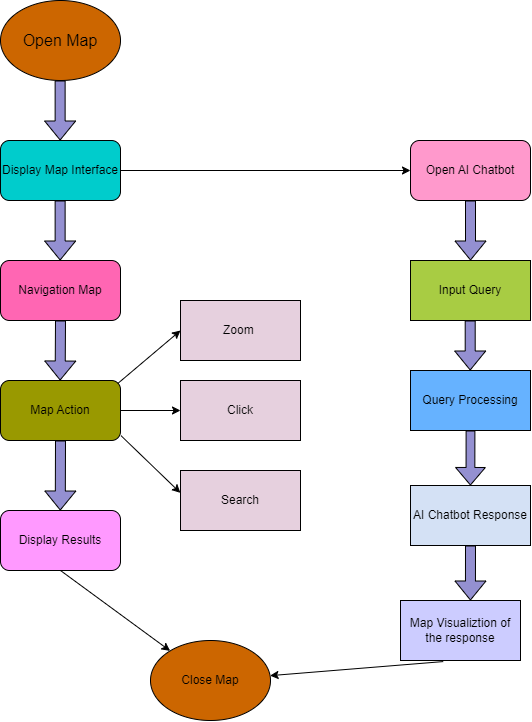 Open Map
Display Map Interface
Open AI Chatbot
Navigation Map
Input Query
Zoom
Map Action
Click
Query Processing
Search
AI Chatbot Response
Display Results
Map Visualiztion of
the response
Close Map